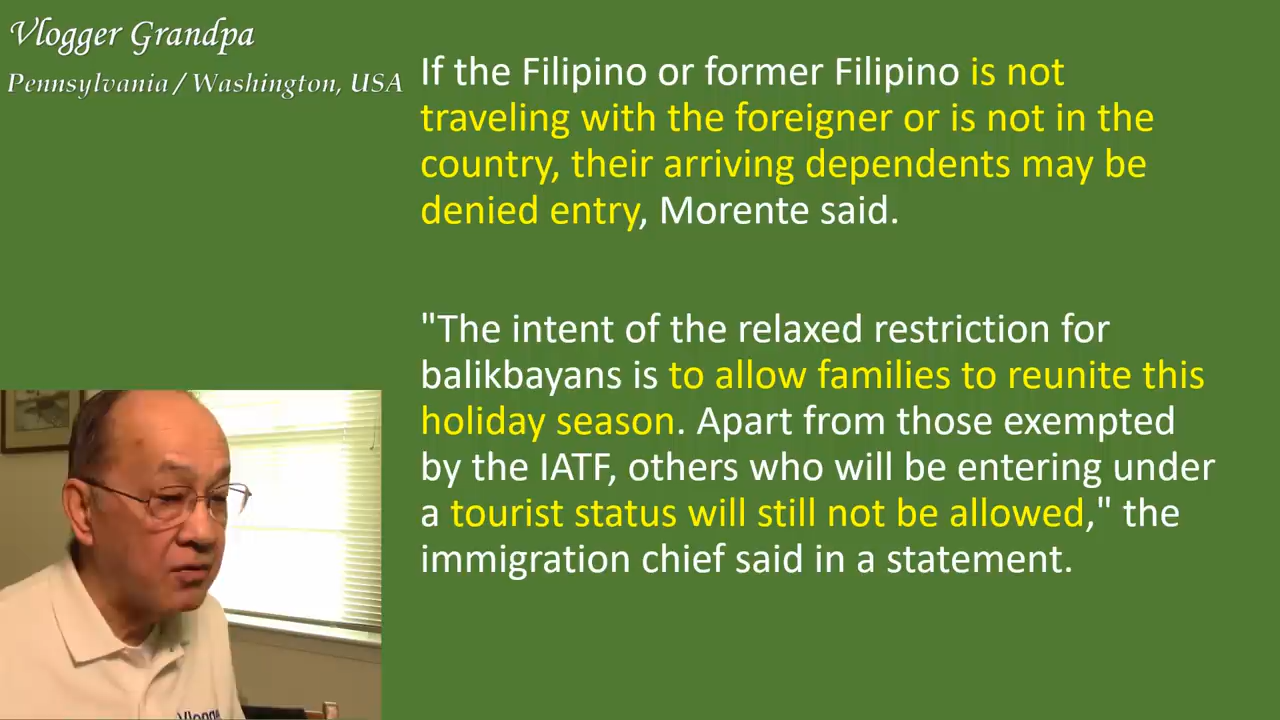 Vlogger Grandpa
Pennsylvania / Washington, USA
If the Filipino or former Filipino is not
traveling with the foreigner or is not in the
country, their arriving dependents may be
denied entry, Morente said.
"The intent of the relaxed restriction for
balikbayans is to allow families to reunite this
holiday season. Apart from those exempted
by the IATF, others who will be entering under
a tourist status will still not be allowed," the
immigration chief said in a statement.